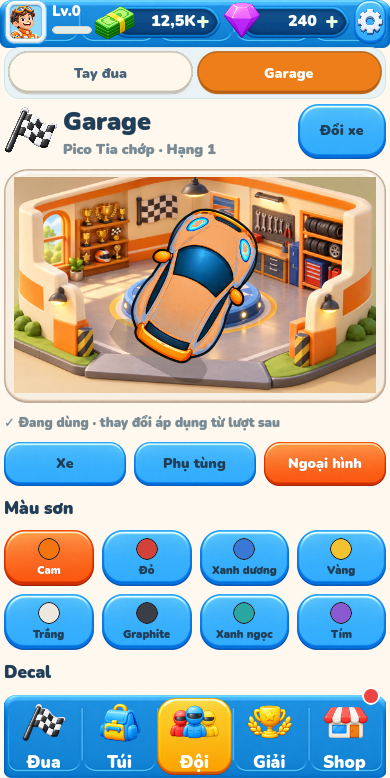 Lv.0
12,5K+
240 +
Tay đua
Garage
Garage
Pico Tia chớp · Hạng 1
Đổi xe
✓ Đang dùng · thay đổi áp dụng từ lượt sau
Xe
Phụ tùng
Ngoại hình
Màu sơn
Cam
Đỏ
Xanh dương
Vàng
Trắng
Graphite
Xanh ngọc
Tím
Decal
Đua
Túi
Đội
Giải
Shop